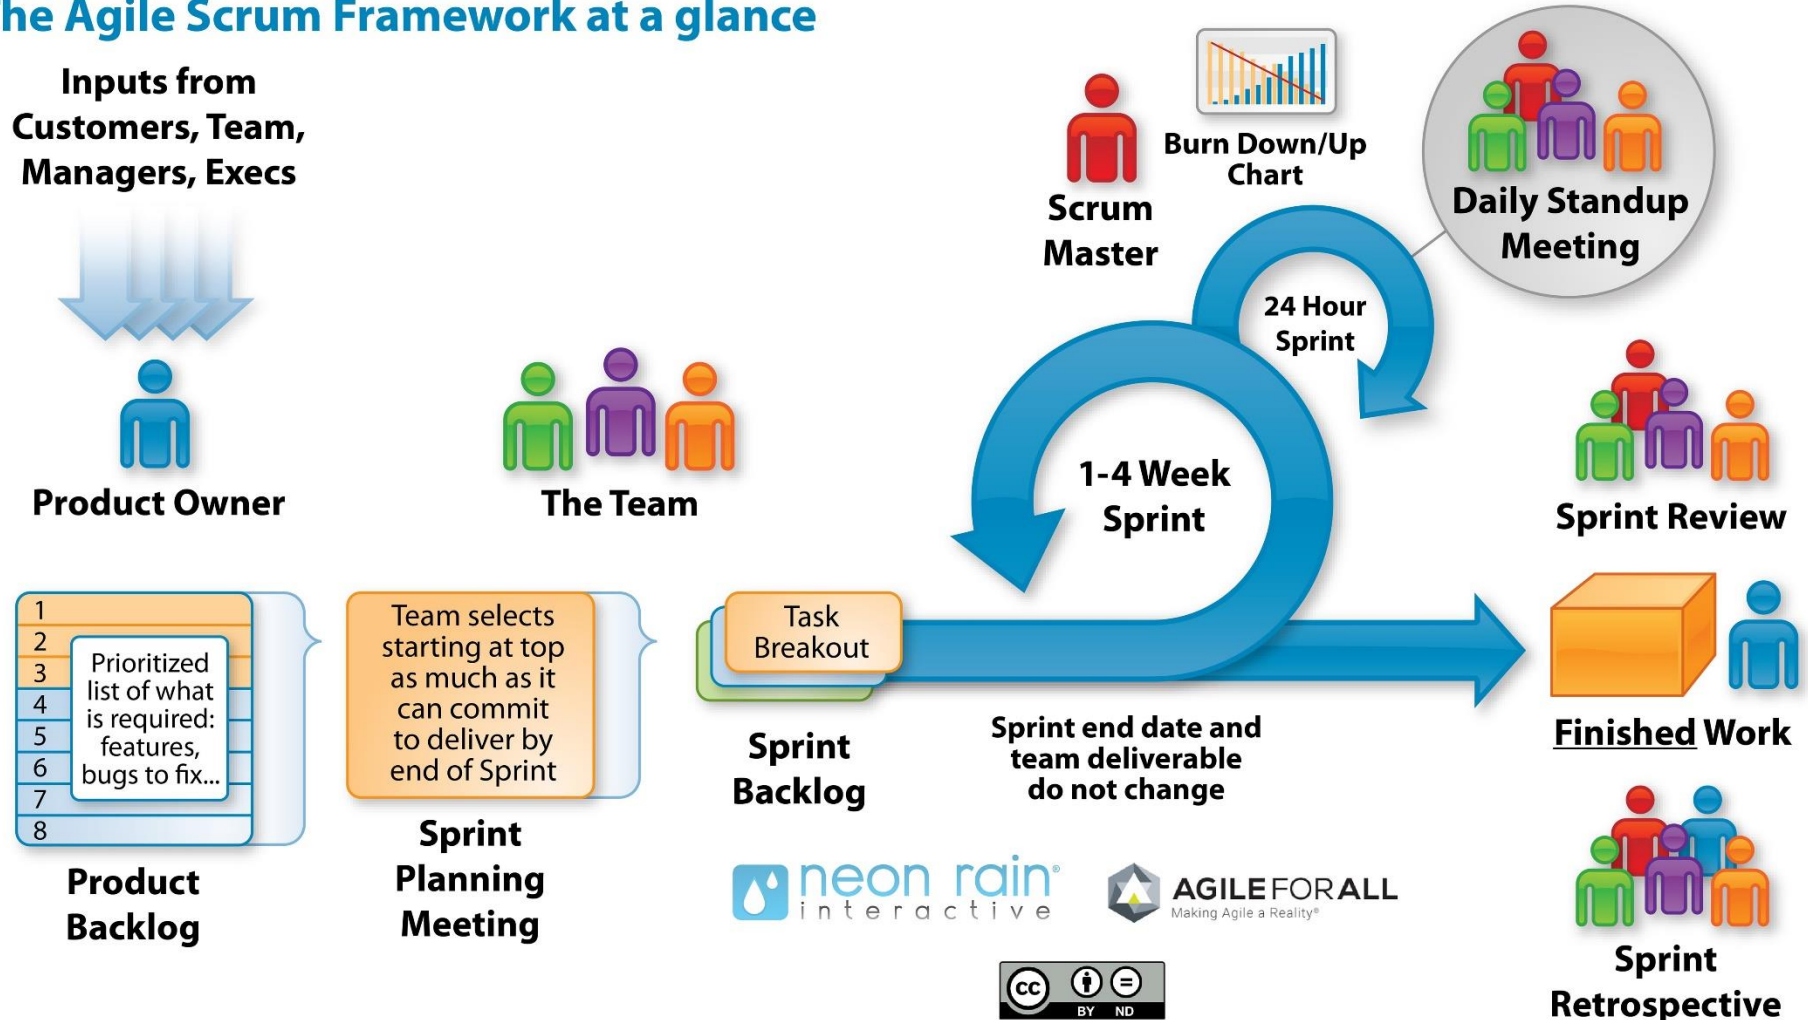 he Agile Scrum Framework at a glance
Inputs from
Customers, Team,
Managers, Execs
Product Owner
The Team
Scrum
Master
Burn Down/Up
Chart
Daily Standup
Meeting
24 Hour
Sprint
1-4 Week
Sprint
Sprint Review
1
2
3
4
5
6
7
8
Prioritized
list of what
is required:
features,
bugs to fix...
Product
Backlog
Team selects
starting at top
as much as it
can commit
to deliver by
end of Sprint
Sprint
Planning
Meeting
Task
Breakout
Sprint
Backlog
Sprint end date and
team deliverable
do not change
Finished Work
Sprint
Retrospective
neon rain®
interactive
AGILEFORALL
Making Agile a Reality®
cc
BY ND